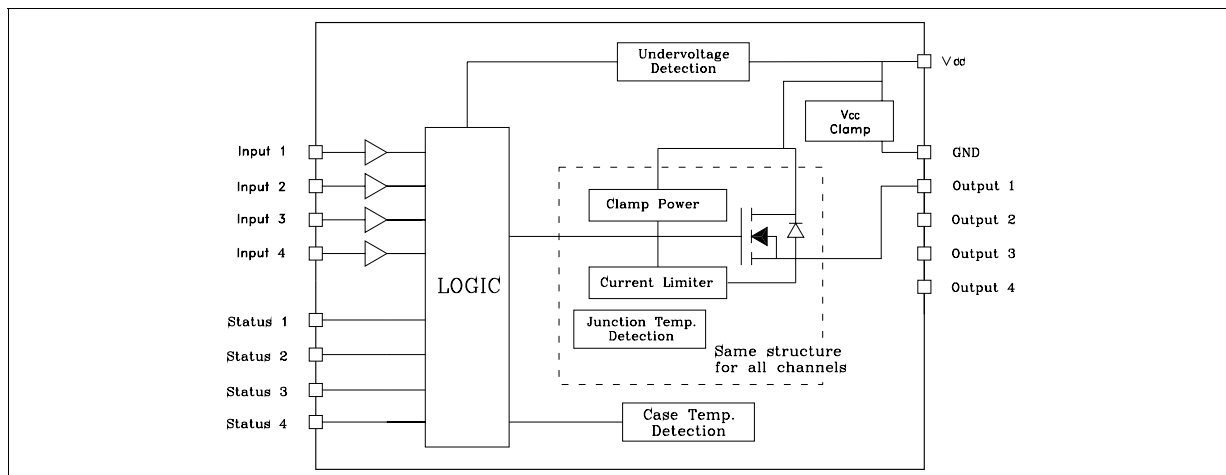 Undervoltage
Detection
Vcc
Vcc
Clamp
Input 1
GND
Input 2
Output 1
Clamp Power
Input 3
Output 2
Input 4
Output 3
LOGIC
Current Limiter
Output 4
Status 1
Junction Temp.
Detection
Status 2
Same structure
for all channels
Status 3
Status 4
Case Temp.
Detection